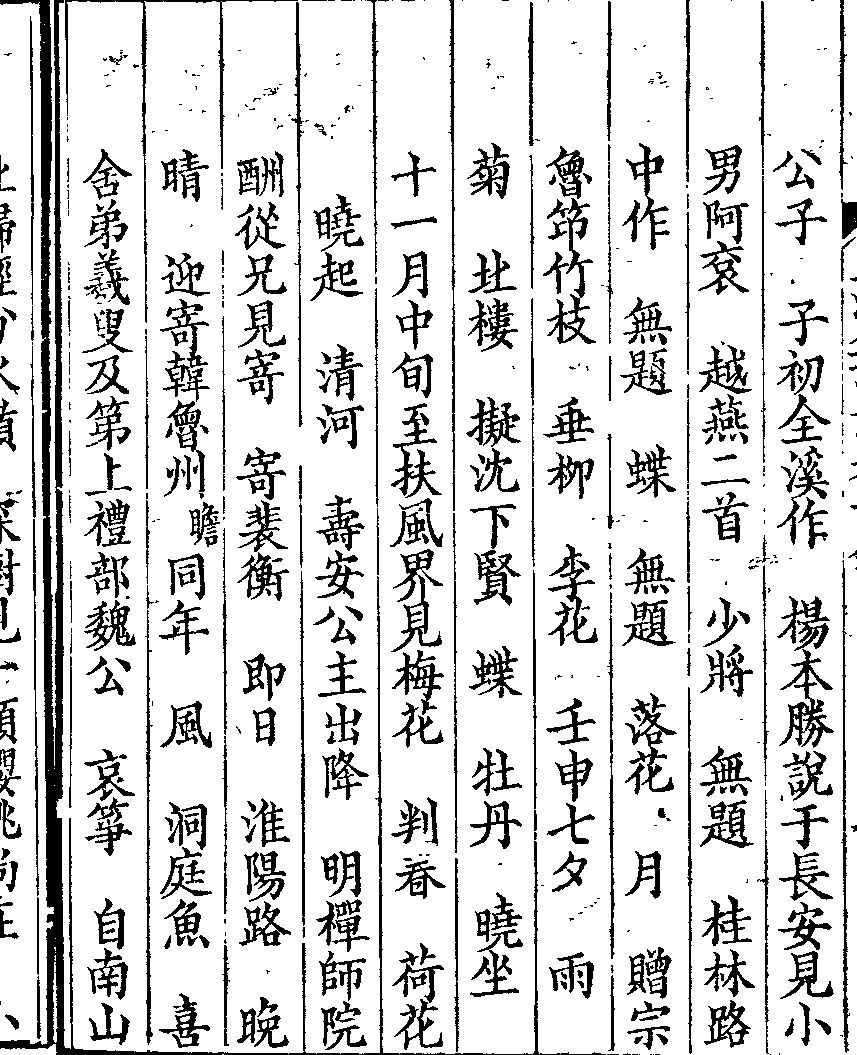 公子　子初全溪作　楊本勝說于長安見小
男阿衮　越燕二首　少將　無題　桂林路
中作　無題　蝶　無題　落花　月　贈宗
魯笻竹枝　垂柳　李花　壬申七夕　雨
菊　北樓　擬沈下賢　蝶　牡丹　曉坐
十一月中旬至扶風界見梅花　判春　荷花
曉起　清河　壽安公主出降　明禪師院
酬從兄見寄　寄裴衡　即日　淮陽路　晚
晴　迎寄韓魯州瞻同年　風　洞庭魚　喜
舍弟羲叟及第上禮部魏公　哀箏　自南山